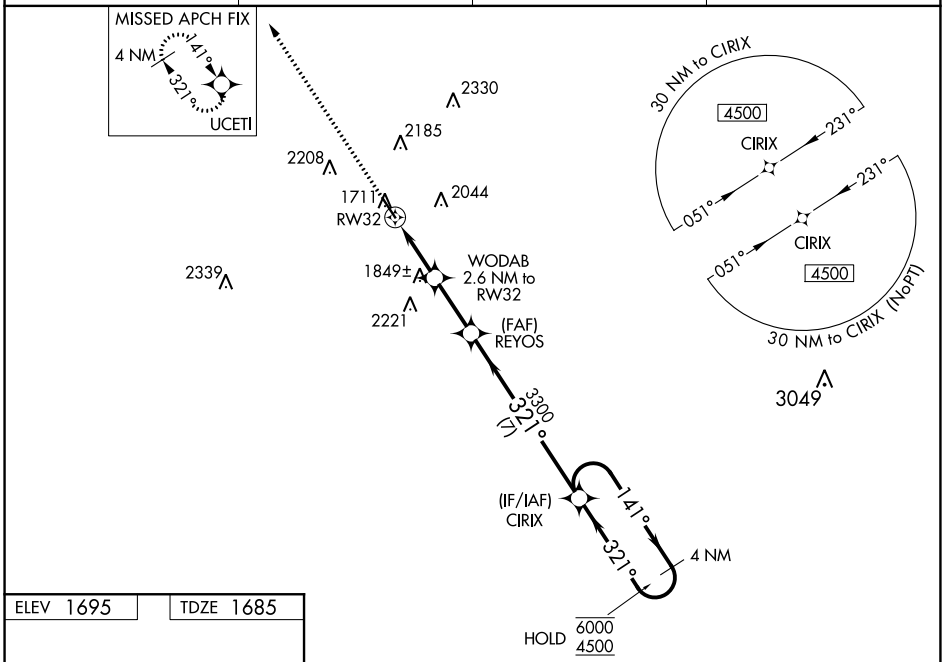 MISSED APCH FIX
4 NM
141°
321°
UCETI
2330
2185
2208
1711
RW32
2044
2339
1849±
WODAB
2.6 NM to
RW32
2221
(FAF)
REYOS
3300
321°
(7)
(IF/IAF)
CIRIX
141°
321°
4 NM
HOLD 6000
4500
30 NM to CIRIX
4500
CIRIX
231°
051°
231°
051°
CIRIX
4500
30 NM to CIRIX (NoPT)
3049
ELEV 1695
TDZE 1685